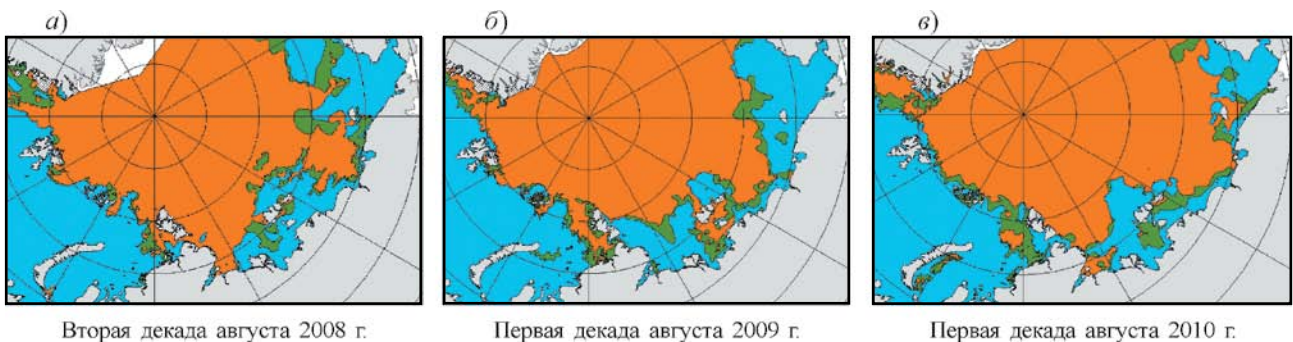 а)
б)
в)
Вторая декада августа 2008 г.
Первая декада августа 2009 г.
Первая декада августа 2010 г.